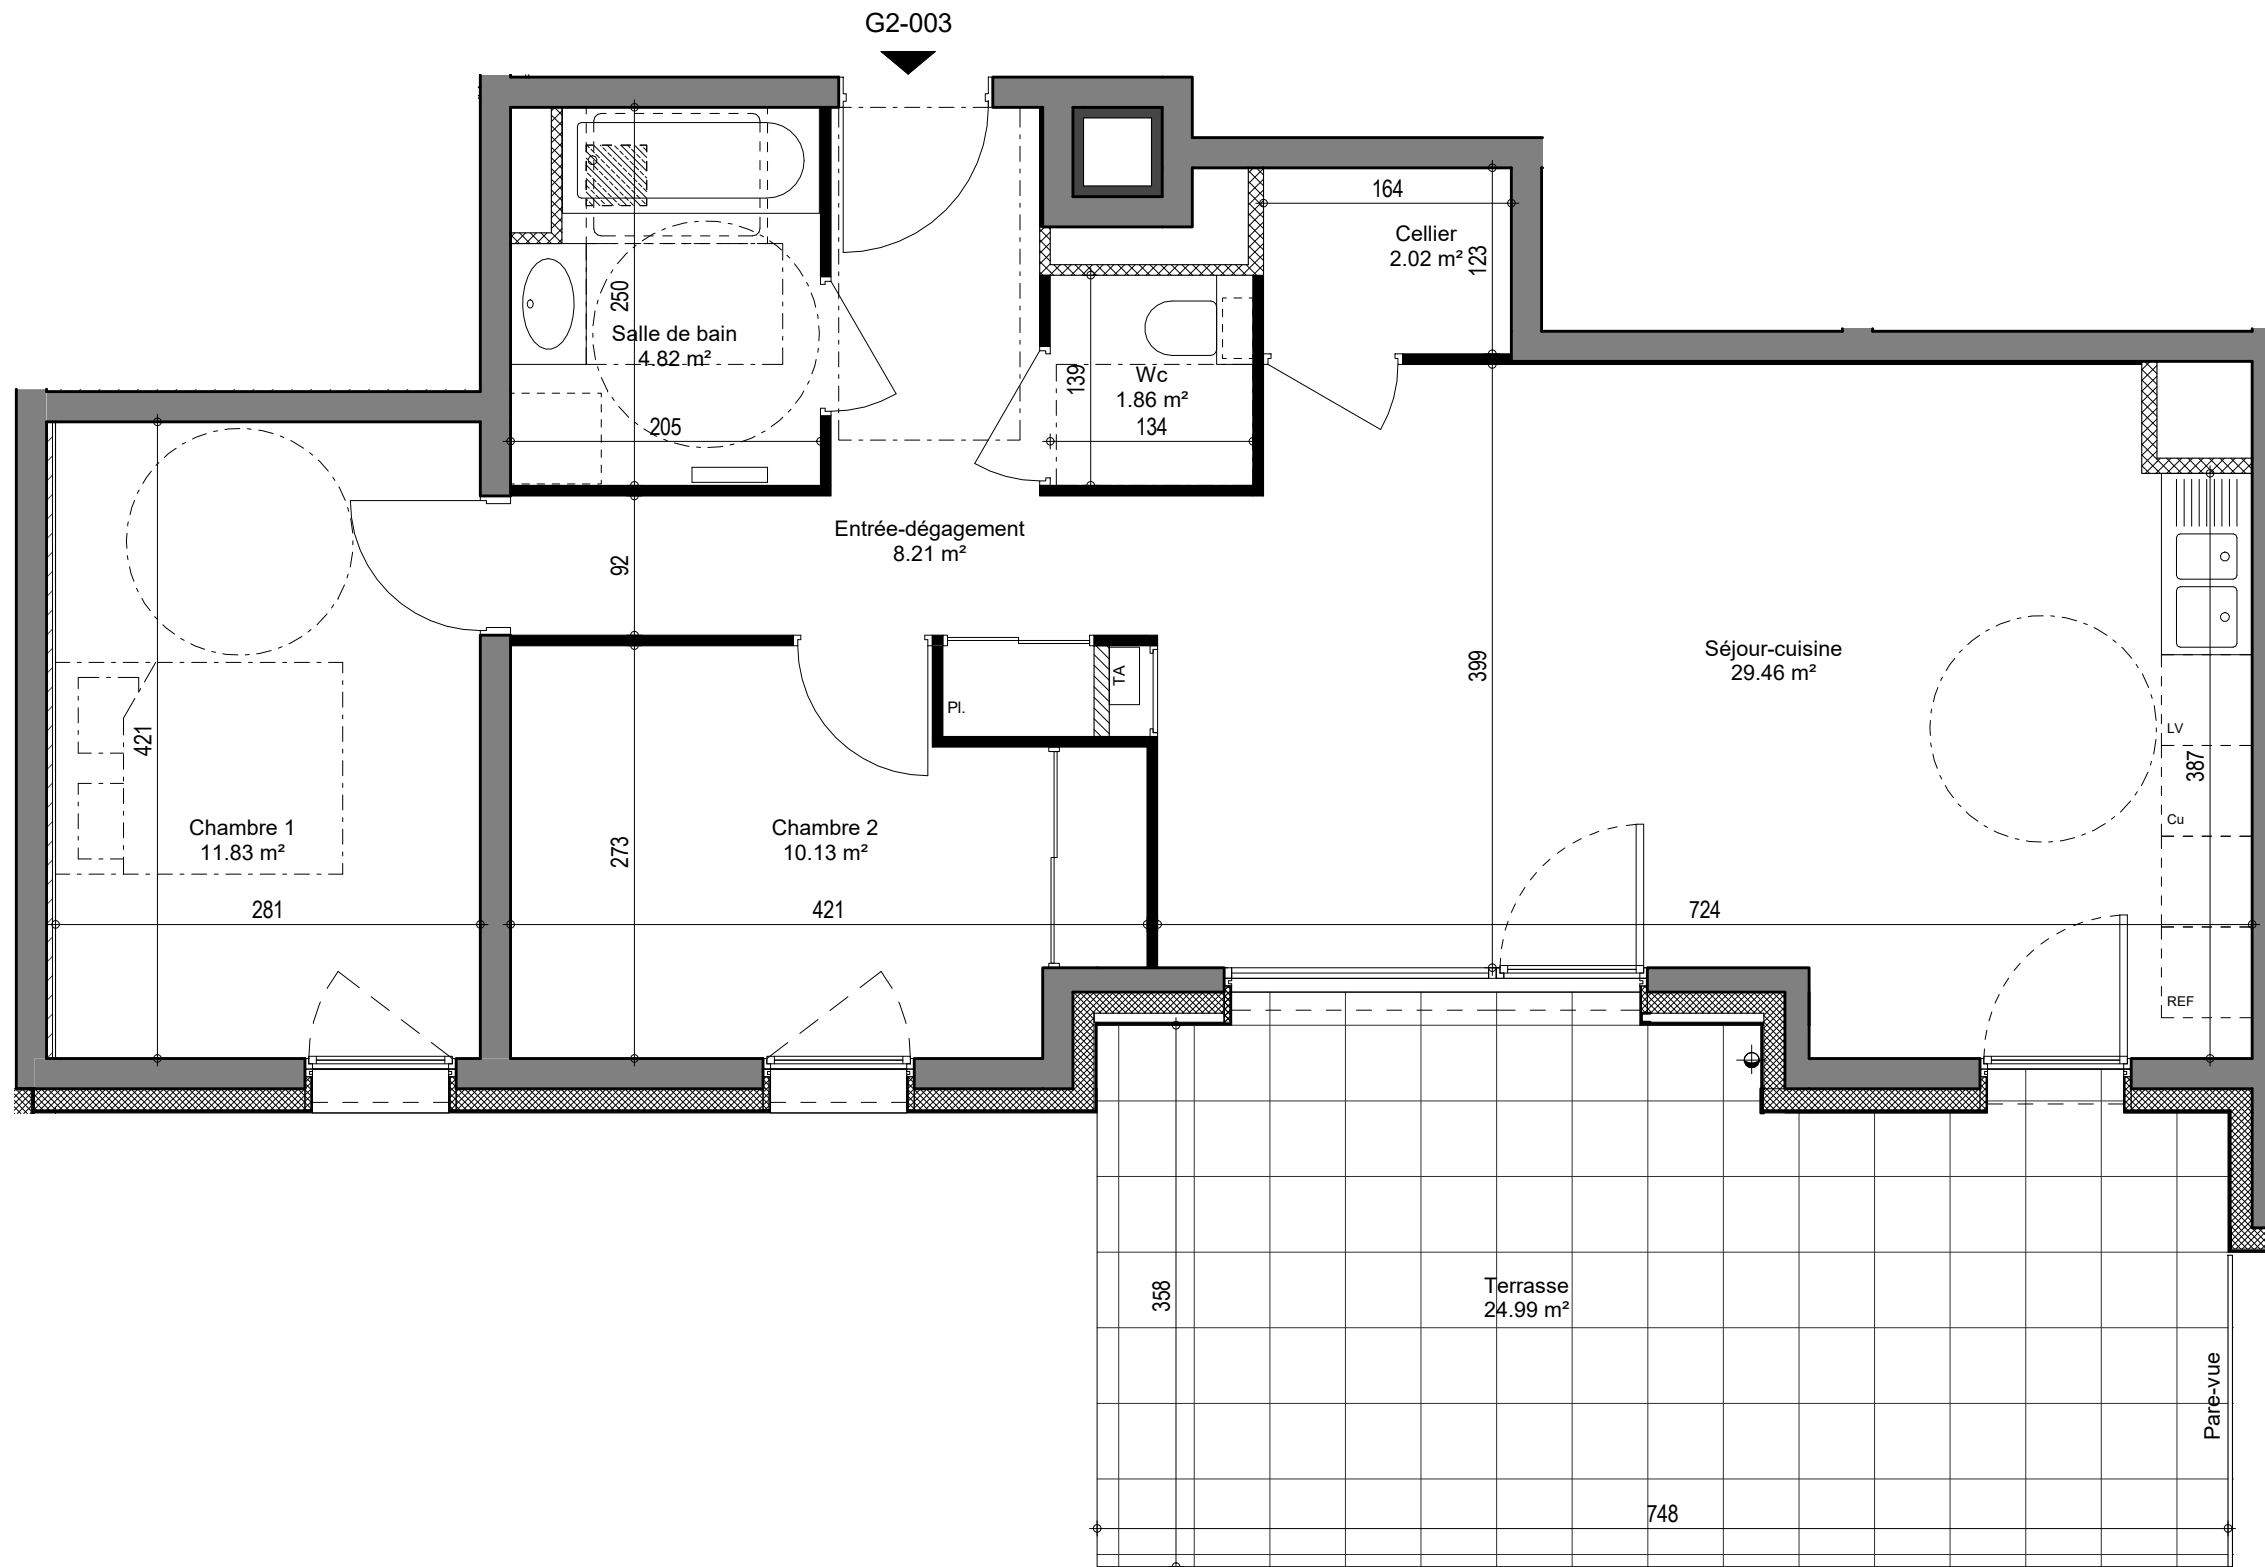 G2-003
164
Cellier
2.02 m²
123
250
Salle de bain
4.82 m²
205
139
Wc
1.86 m²
134
Entrée-dégagement
8.21 m²
92
Séjour-cuisine
29.46 m²
399
TA
Pl.
LV
387
Cu
REF
421
Chambre 1
11.83 m²
281
273
Chambre 2
10.13 m²
421
724
358
Terrasse
24.99 m²
Pare-vue
748